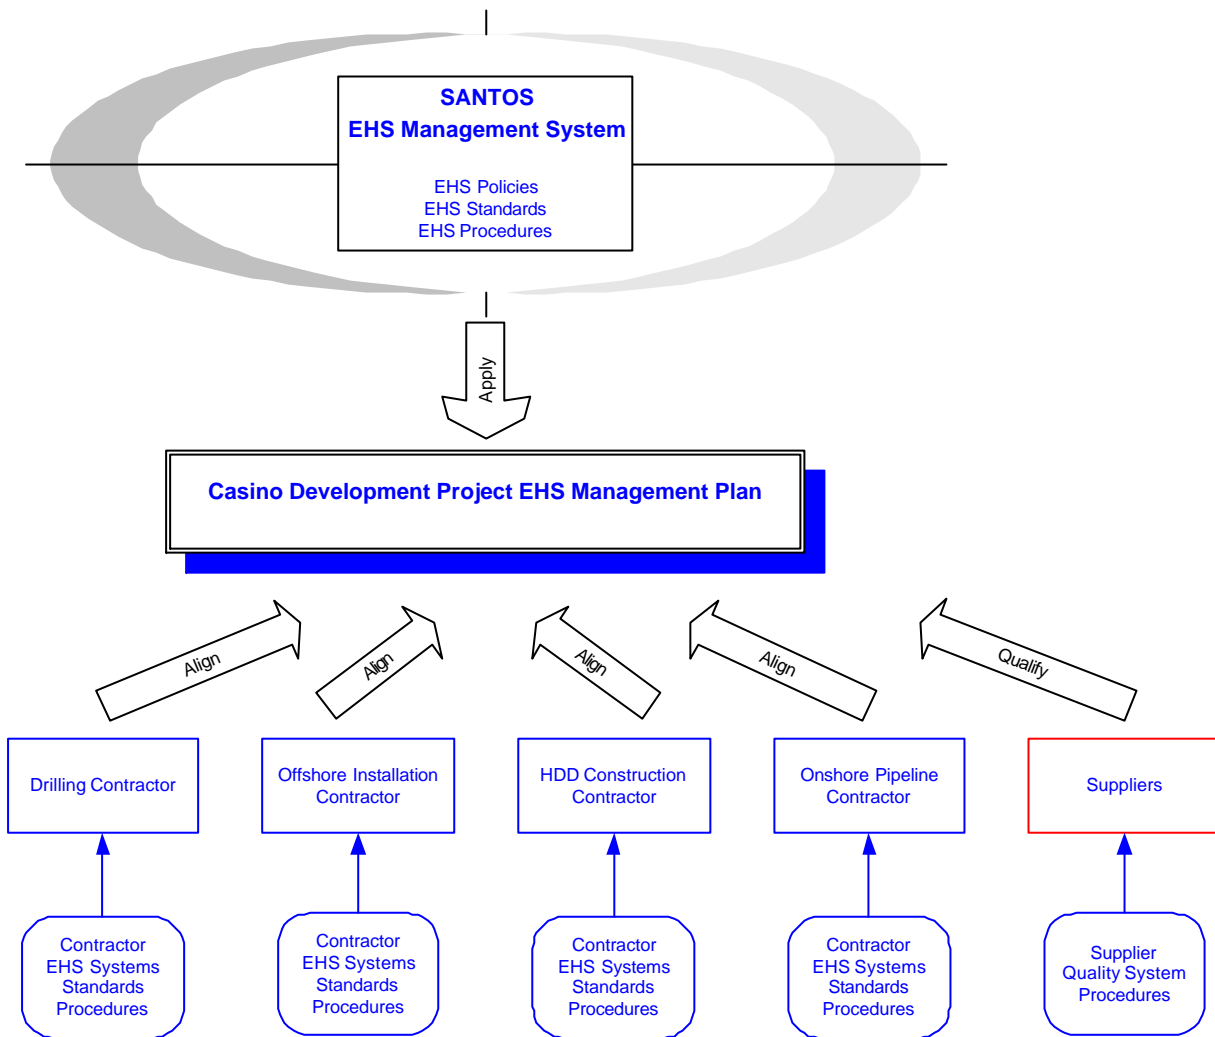 SANTOS
EHS Management System
EHS Policies
EHS Standards
EHS Procedures
Apply
Casino Development Project EHS Management Plan
Align
Align
Align
Align
Qualify
Drilling Contractor
Offshore Installation
Contractor
HDD Construction
Contractor
Onshore Pipeline
Contractor
Suppliers
Contractor
EHS Systems
Standards
Procedures
Contractor
EHS Systems
Standards
Procedures
Contractor
EHS Systems
Standards
Procedures
Contractor
EHS Systems
Standards
Procedures
Supplier
Quality System
Procedures